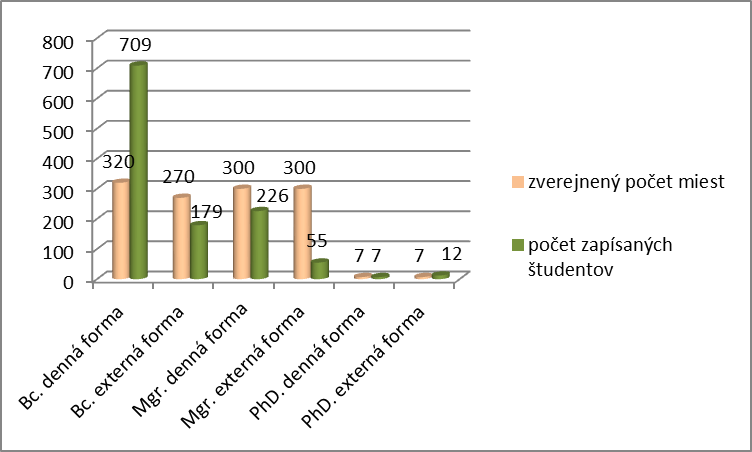 800
700
600
500
400
300
200
100
0
320
709
270
179
300
226
300
55
7
7
7
12
Bc. denná forma
Bc. externá forma
Mgr. denná forma
Mgr. externá forma
PhD. denná forma
PhD. externá forma
zverejnený počet miest
počet zapísaných
študentov